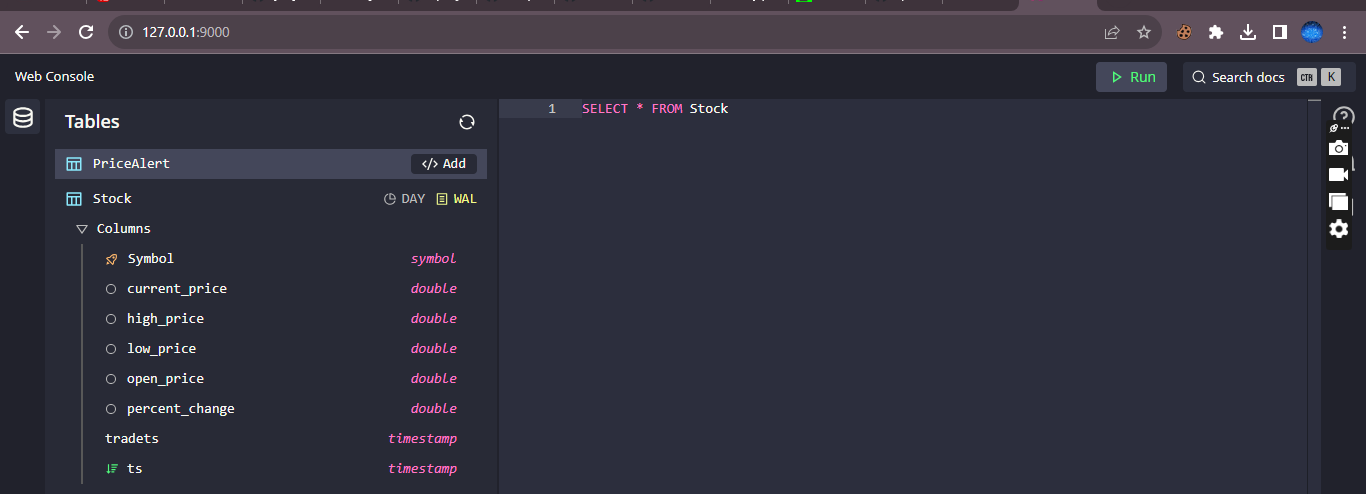 127.0.0.1:9000
Web Console
Run
Search docs CTR K
Tables
1 SELECT * FROM Stock
PriceAlert </> Add
Stock DAY WAL
Columns
Symbol symbol
current_price double
high_price double
low_price double
open_price double
percent_change double
tradets timestamp
ts timestamp